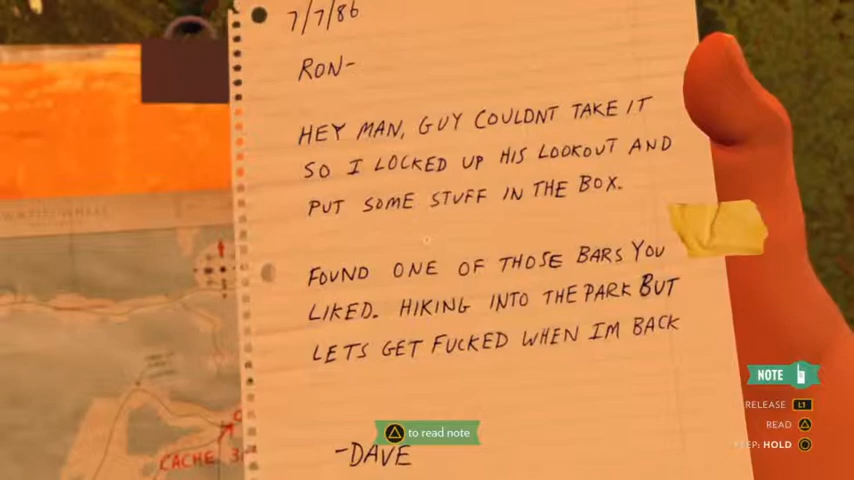 7/7/86
RON-
HEY MAN, GUY COULDNT TAKE IT
SO I LOCKED UP HIS LOOKOUT AND
PUT SOME STUFF IN THE BOX.
FOUND ONE OF THOSE BARS YOU
LIKED. HIKING INTO THE PARK BUT
LETS GET FUCKED WHEN IM BACK
-DAVE
to read note
NOTE
RELEASE L1
READ
KEEP: HOLD
CACHE